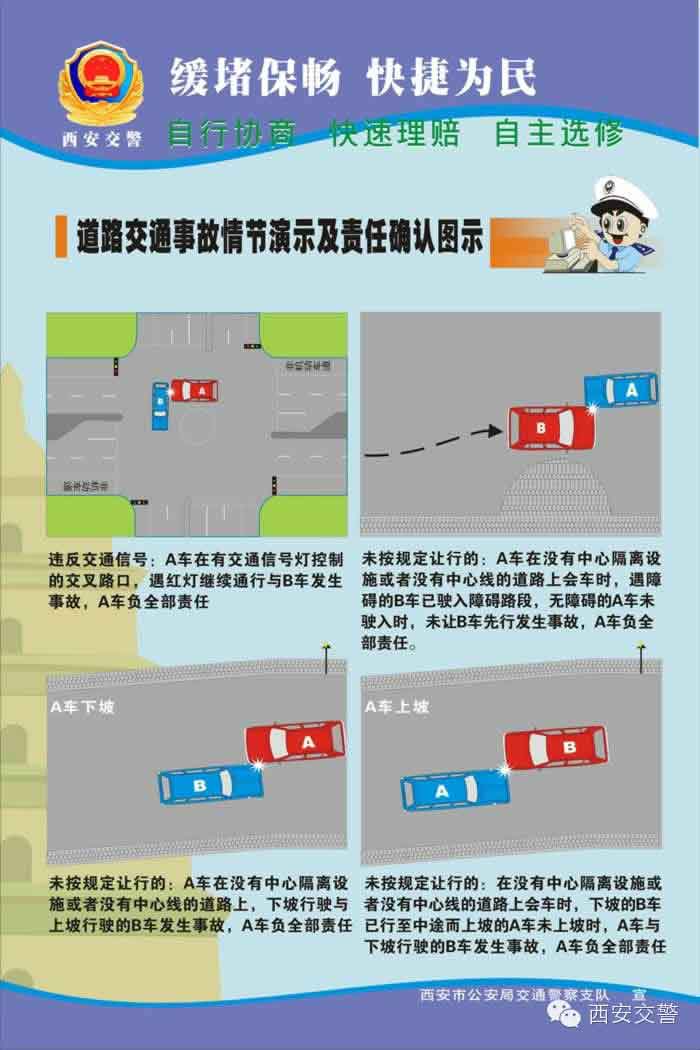 缓堵保畅 快捷为民
西安交警
自行协商 快速理赔 自主选修
道路交通事故情节演示及责任确认图示
B
A
非机动车道
非机动车道
B
A
违反交通信号：A车在有交通信号灯控制
的交叉路口，遇红灯继续通行与B车发生
事故，A车负全部责任
未按规定让行的：A车在没有中心隔离设
施或者没有中心线的道路上会车时，遇障
碍的B车已驶入障碍路段，无障碍的A车未
驶入时，未让B车先行发生事故，A车负全
部责任。
A车下坡
A
B
A车上坡
B
A
未按规定让行的：A车在没有中心隔离设
施或者没有中心线的道路上，下坡行驶与
上坡行驶的B车发生事故，A车负全部责任
未按规定让行的：在没有中心隔离设施或
者没有中心线的道路上会车时，下坡的B车
已行至中途而上坡的A车未上坡时，A车与
下坡行驶的B车发生事故，A车负全部责任
西安市公安局交通警察支队 宣
西安交警